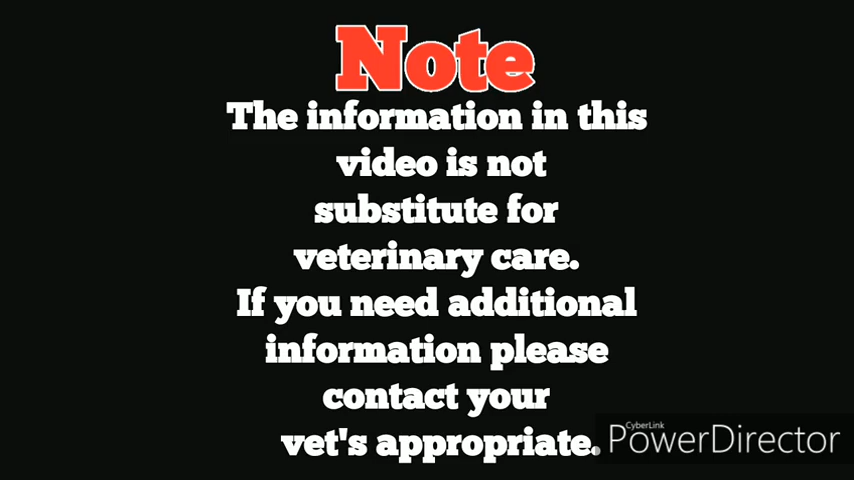 Note
The information in this
video is not
substitute for
veterinary care.
If you need additional
information please
contact your
vet's appropriate.
CyberLink
PowerDirector